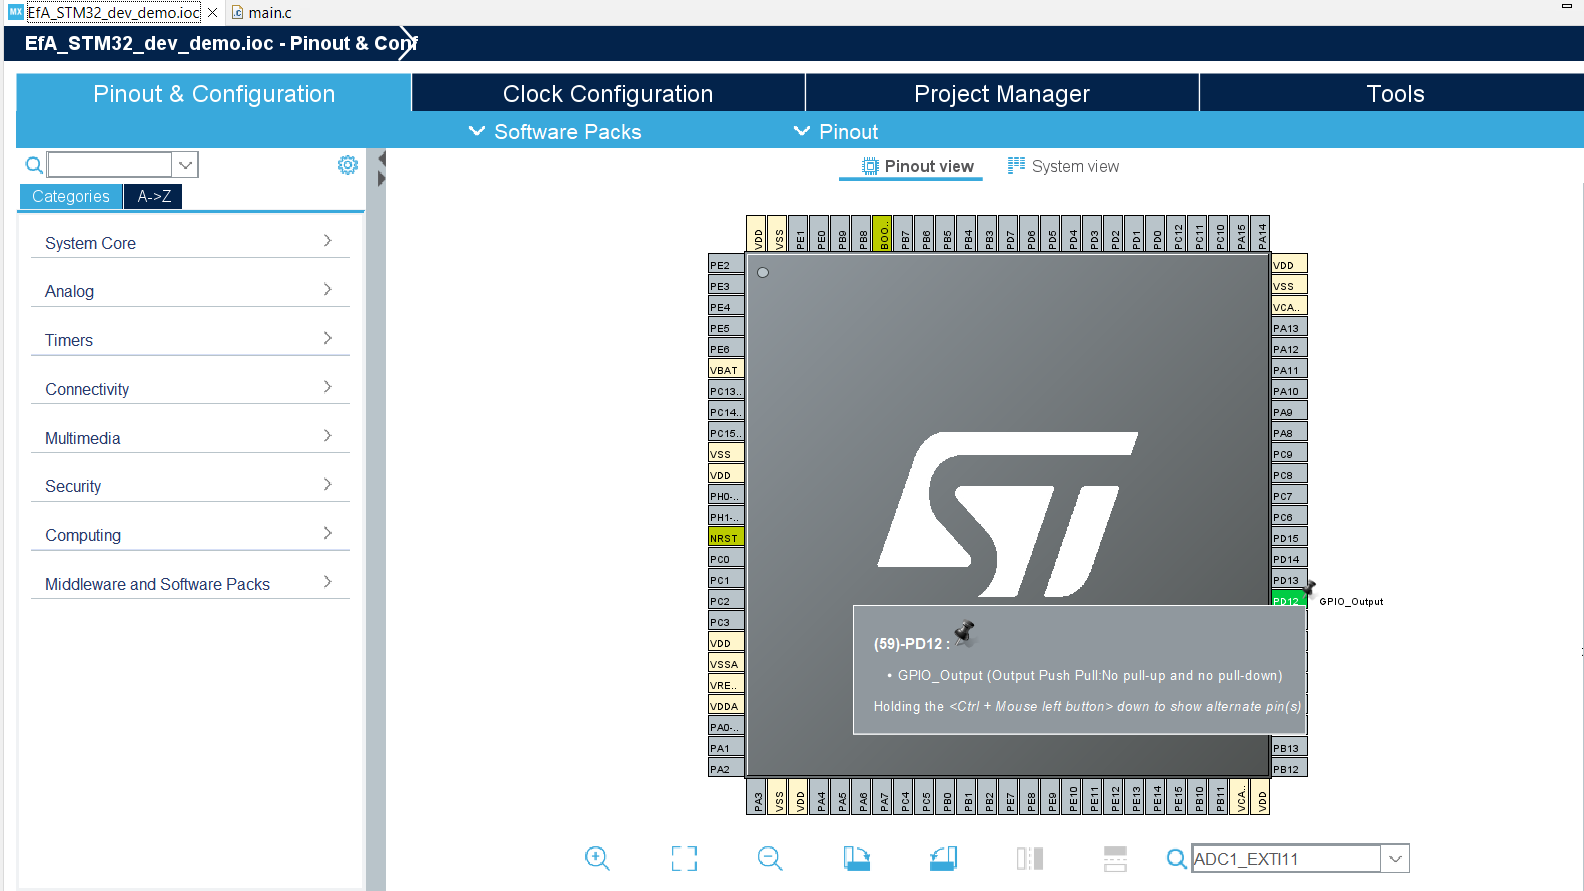 MX EfA_STM32_dev_demo.ioc main.c
EfA_STM32_dev_demo.ioc - Pinout & Conf
Pinout & Configuration Clock Configuration Project Manager Tools
Software Packs Pinout
Pinout view System view
Categories A->Z
System Core
Analog
Timers
Connectivity
Multimedia
Security
Computing
Middleware and Software Packs
VDD VSS PE1 PE0 PB9 PB8 BOO.. PB7 PB6 PB5 PB4 PB3 PD7 PD6 PD5 PD4 PD3 PD2 PD1 PD0 PC12 PC11 PC10 PA15 PA14
PE2 VDD
PE3 VSS
PE4 VCA..
PE5 PA13
PE6 PA12
VBAT PA11
PC13.. PA10
PC14.. PA9
PC15.. PA8
VSS PC9
VDD PC8
PH0-.. PC7
PH1-.. PC6
NRST PD15
PC0 PD14
PC1 PD13
PC2 PD12 GPIO_Output
PC3
VDD
VSSA
VRE..
VDDA
PA0-..
PA1 PB13
PA2 PB12
ST
(59)-PD12 :
• GPIO_Output (Output Push Pull:No pull-up and no pull-down)
Holding the <Ctrl + Mouse left button> down to show alternate pin(s)
PA3 VSS VDD PA4 PA5 PA6 PA7 PC4 PC5 PB0 PB1 PB2 PE7 PE8 PE9 PE10 PE11 PE12 PE13 PE14 PE15 PB10 PB11 VCA.. VDD
ADC1_EXTI11